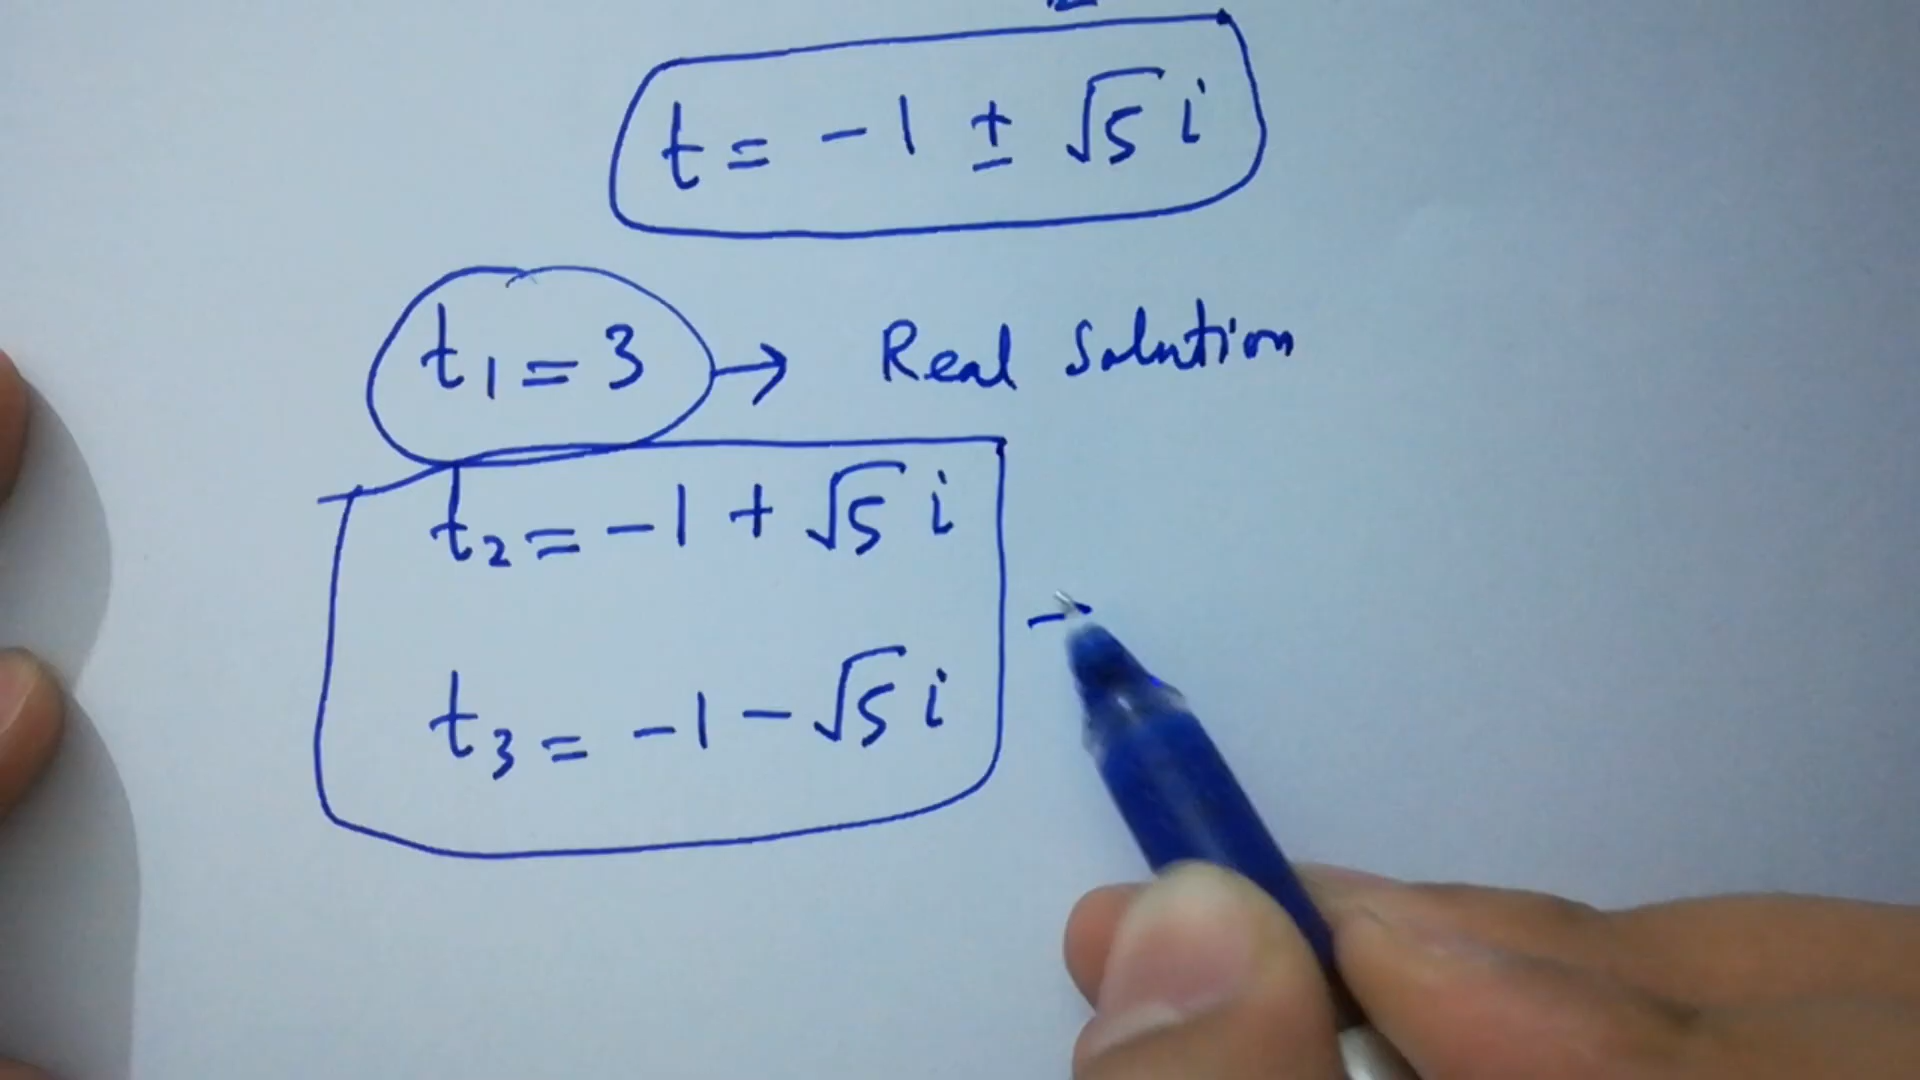 t = -1 ± √5 i
t₁ = 3 → Real Solution
t₂ = -1 + √5 i
t₃ = -1 - √5 i